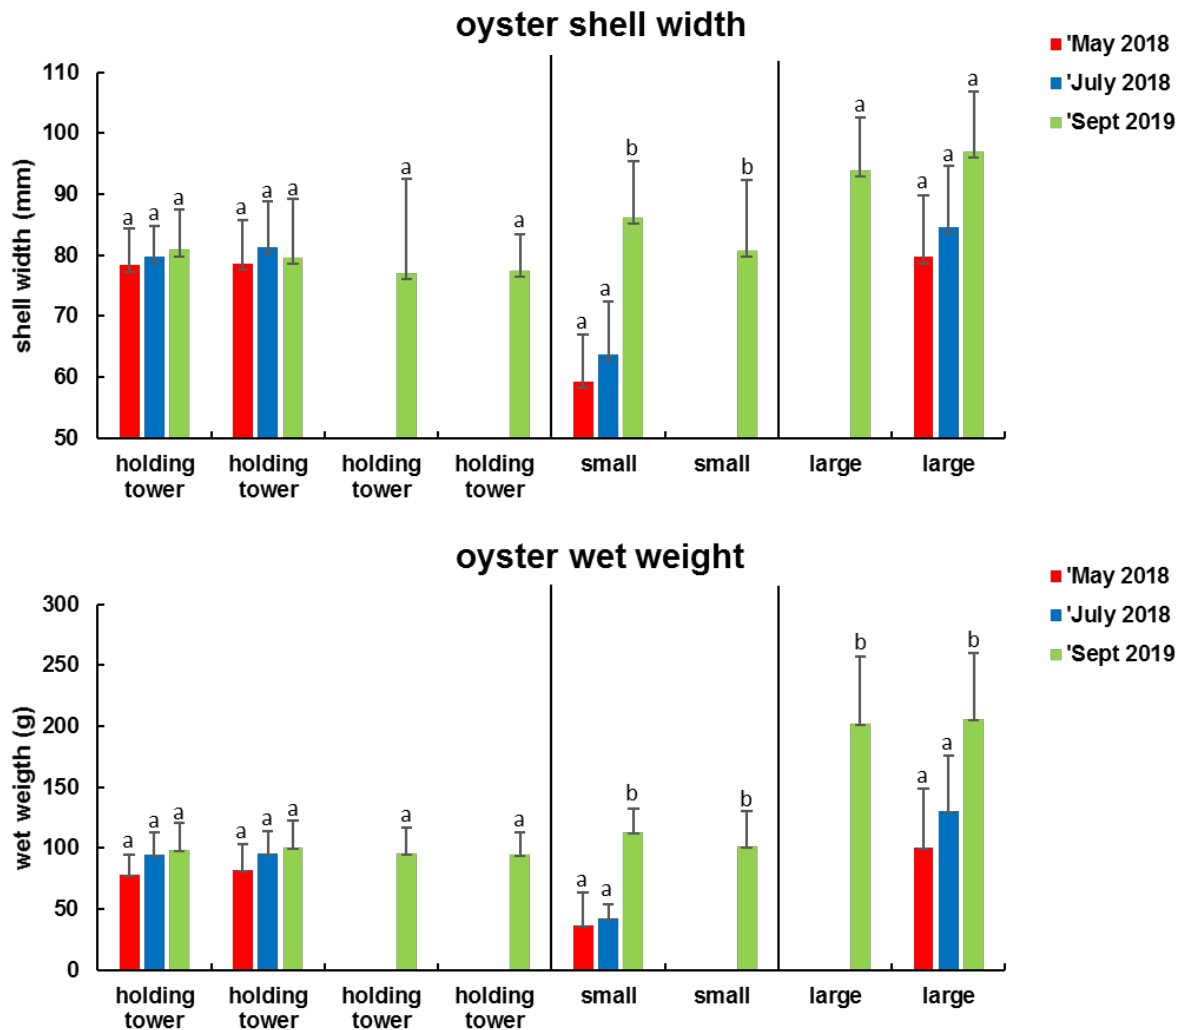 oyster shell width
'May 2018
'July 2018
'Sept 2019
shell width (mm)
110
100
90
80
70
60
50
a a a a a a a a a a b b a a a a
holding tower holding tower holding tower holding tower small small large large
oyster wet weight
'May 2018
'July 2018
'Sept 2019
wet weigth (g)
300
250
200
150
100
50
0
a a a a a a a a a a b b b a a b
holding tower holding tower holding tower holding tower small small large large